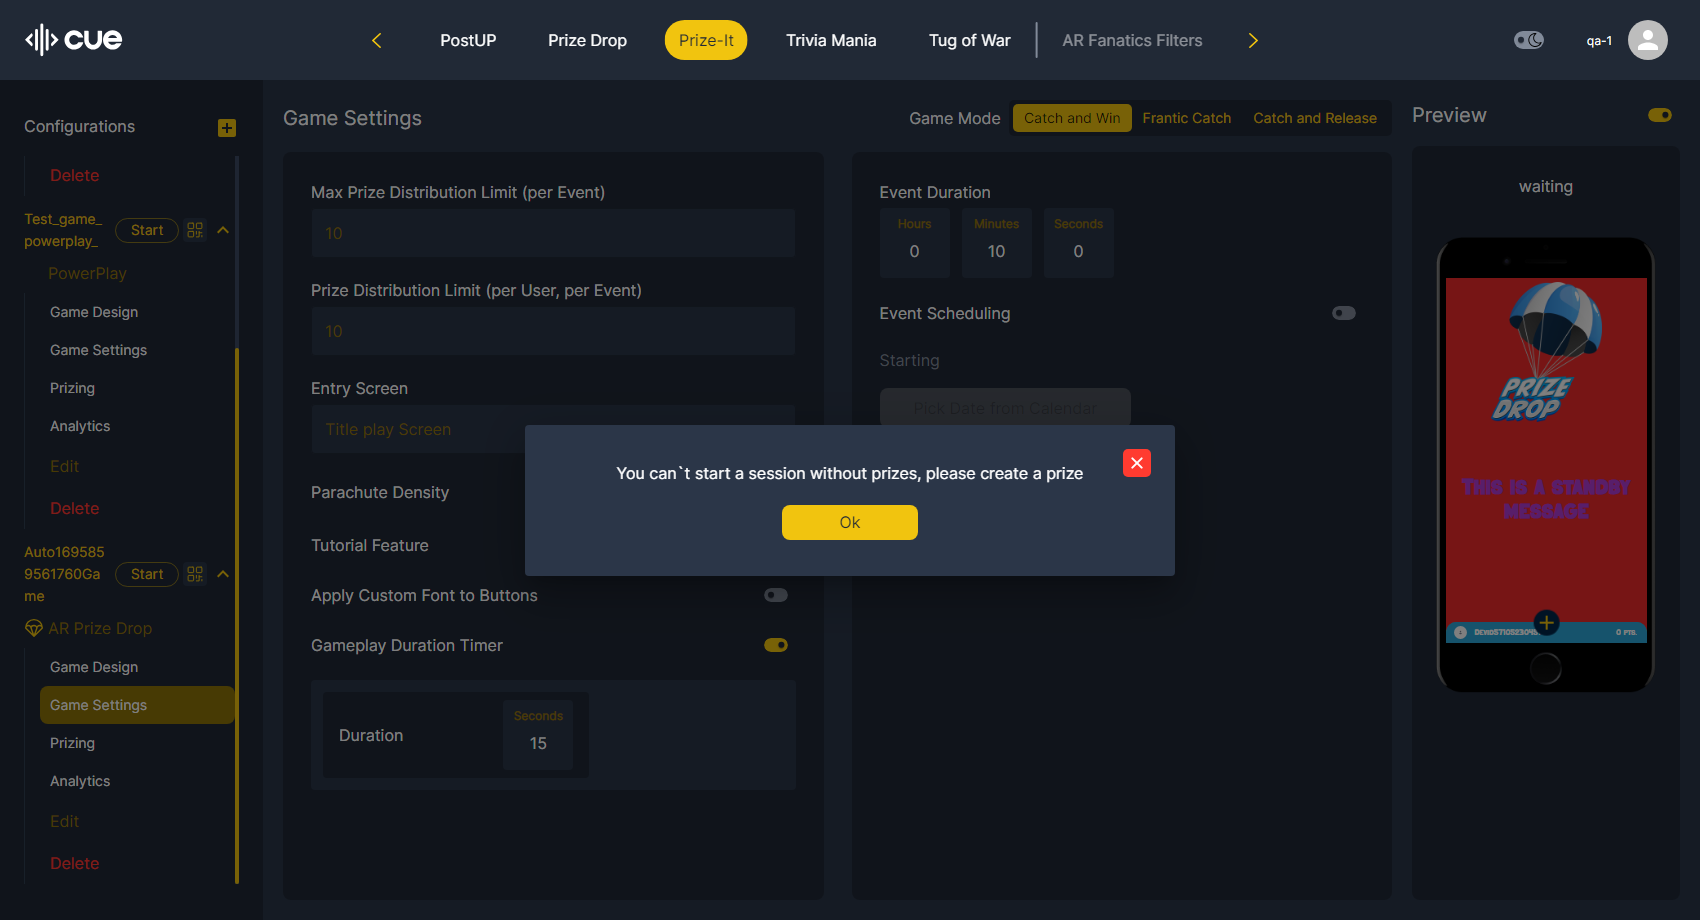 cue
PostUP
Prize Drop
Prize-It
Trivia Mania
Tug of War
AR Fanatics Filters
qa-1
Configurations
Delete
Test_game_
powerplay_
Start
PowerPlay
Game Design
Game Settings
Prizing
Analytics
Edit
Delete
Auto169585
9561760Ga
me
Start
AR Prize Drop
Game Design
Game Settings
Prizing
Analytics
Edit
Delete
Game Settings
Game Mode
Catch and Win
Frantic Catch
Catch and Release
Max Prize Distribution Limit (per Event)
10
Prize Distribution Limit (per User, per Event)
10
Entry Screen
Title play Screen
Parachute Density
Tutorial Feature
Apply Custom Font to Buttons
Gameplay Duration Timer
Duration
Seconds
15
Event Duration
Hours
0
Minutes
10
Seconds
0
Event Scheduling
Starting
Pick Date from Calendar
You can`t start a session without prizes, please create a prize
Ok
Preview
waiting
PRIZE
DROP
THIS IS A STANDBY
MESSAGE
0 PTS.